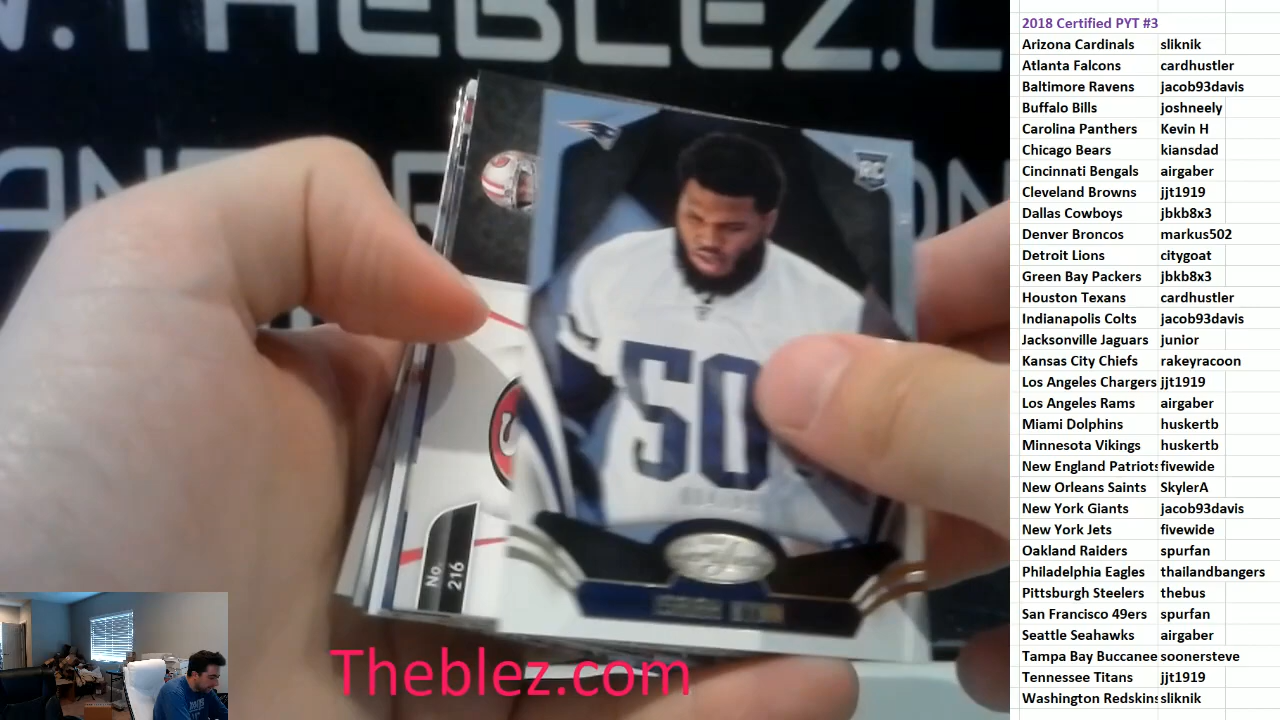 W.THEBLEZ.C
RC
50
No.
216
Theblez.com
2018 Certified PYT #3
Arizona Cardinals sliknik
Atlanta Falcons cardhustler
Baltimore Ravens jacob93davis
Buffalo Bills joshneely
Carolina Panthers Kevin H
Chicago Bears kiansdad
Cincinnati Bengals airgaber
Cleveland Browns jjt1919
Dallas Cowboys jbkb8x3
Denver Broncos markus502
Detroit Lions citygoat
Green Bay Packers jbkb8x3
Houston Texans cardhustler
Indianapolis Colts jacob93davis
Jacksonville Jaguars junior
Kansas City Chiefs rakeyracoon
Los Angeles Chargers jjt1919
Los Angeles Rams airgaber
Miami Dolphins huskertb
Minnesota Vikings huskertb
New England Patriots fivewide
New Orleans Saints SkylerA
New York Giants jacob93davis
New York Jets fivewide
Oakland Raiders spurfan
Philadelphia Eagles thailandbangers
Pittsburgh Steelers thebus
San Francisco 49ers spurfan
Seattle Seahawks airgaber
Tampa Bay Buccanee soonersteve
Tennessee Titans jjt1919
Washington Redskins sliknik